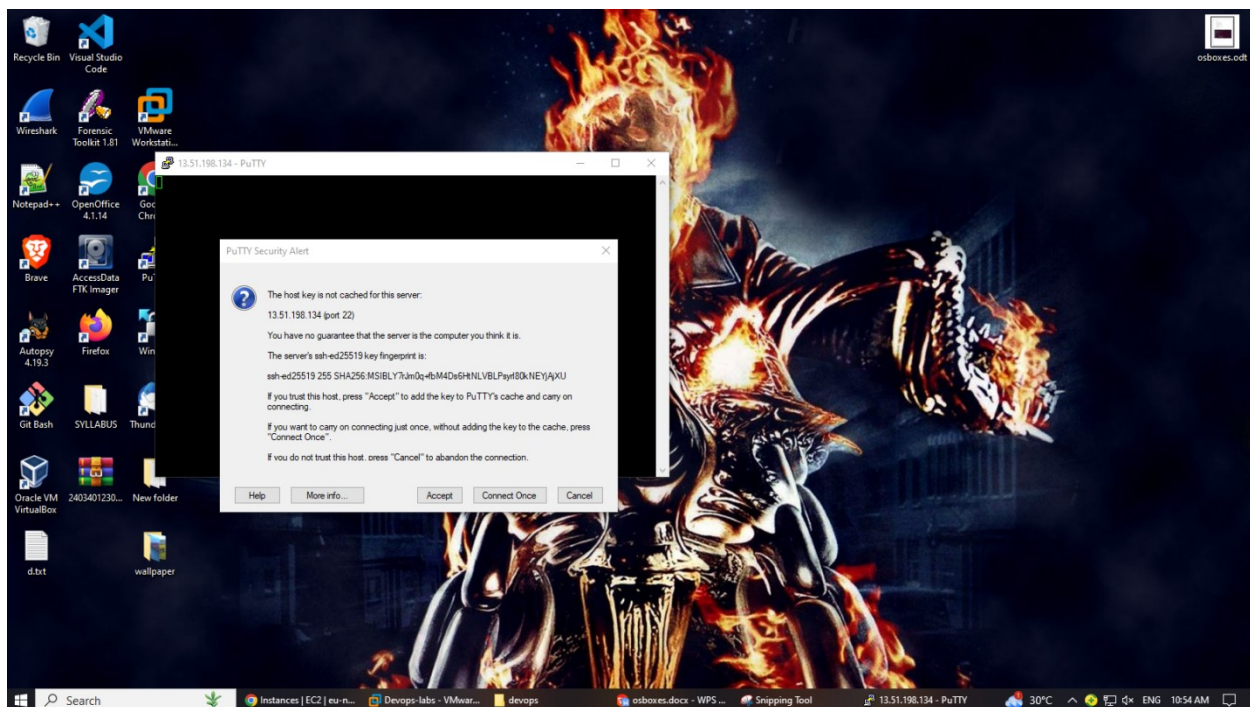 Recycle Bin
Visual Studio
Code
osboxes.odt
Wireshark
Forensic
Toolkit 1.81
VMware
Workstati...
13.51.198.134 - PuTTY
Notepad++
OpenOffice
4.1.14
Goo
Chr
Brave
AccessData
FTK Imager
Pu
Autopsy
4.19.3
Firefox
Win
Git Bash
SYLLABUS
Thund
Oracle VM
VirtualBox
2403401230...
New folder
d.txt
wallpaper
PuTTY Security Alert
The host key is not cached for this server:
13.51.198.134 (port 22)
You have no guarantee that the server is the computer you think it is.
The server's ssh-ed25519 key fingerprint is:
ssh-ed25519 255
If you trust this host, press "Accept" to add the key to PuTTY's cache and carry on
connecting.
If you want to carry on connecting just once, without adding the key to the cache, press
"Connect Once".
If you do not trust this host, press "Cancel" to abandon the connection.
Help
More info...
Accept
Connect Once
Cancel
Search
Instances | EC2 | eu-n...
Devops-labs - VMwar...
devops
osboxes.docx - WPS ...
Snipping Tool
13.51.198.134 - PuTTY
30°C
ENG
10:54 AM